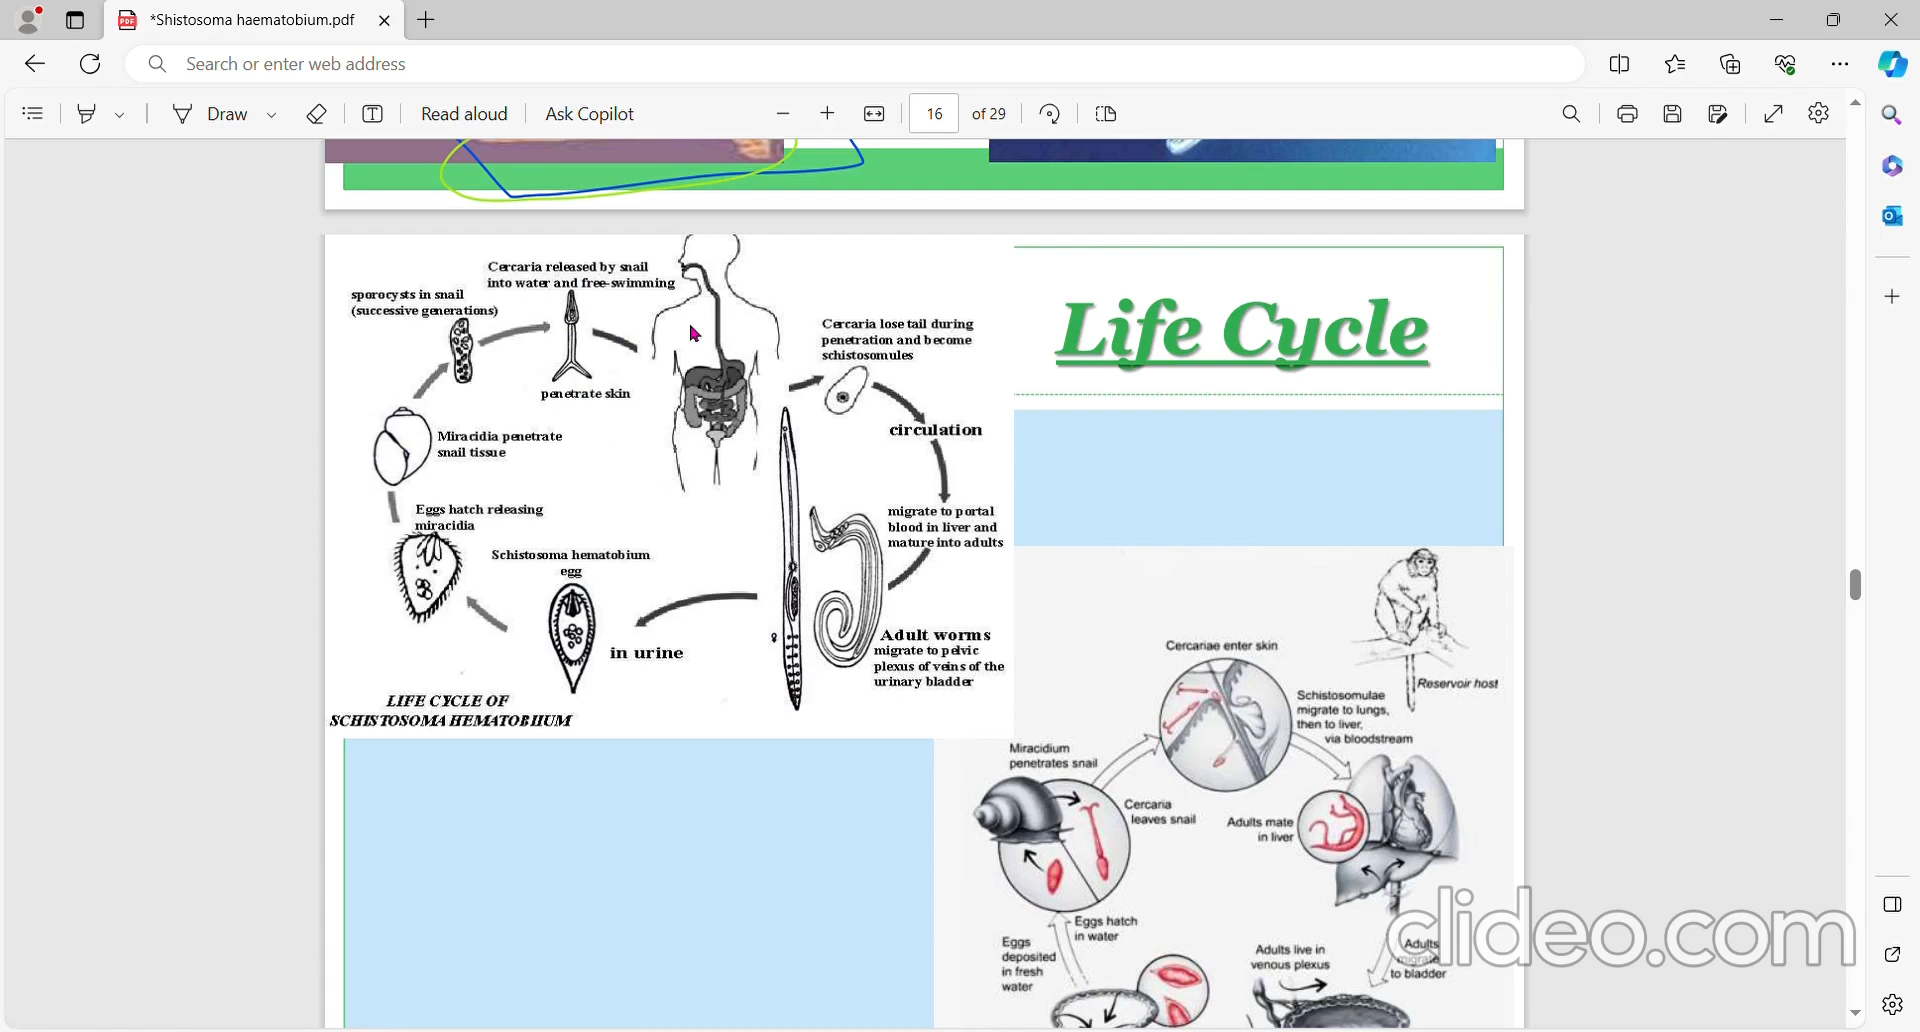 *Shistosoma haematobium.pdf
Search or enter web address
Draw
Read aloud
Ask Copilot
16
of 29
Life Cycle
Cercaria released by snail
into water and free-swimming
sporocysts in snail
(successive generations)
penetrate skin
Cercaria lose tail during
penetration and become
schistosomules
circulation
Miracidia penetrate
snail tissue
Eggs hatch releasing
miracidia
Schistosoma hematobium
egg
in urine
migrate to portal
blood in liver and
mature into adults
Adult worms
migrate to pelvic
plexus of veins of the
urinary bladder
♀
LIFE CYCLE OF
SCHISTOSOMA HEMATOBIIUM
Reservoir host
Cercariae enter skin
Schistosomulae
migrate to lungs,
then to liver,
via bloodstream
Miracidium
penetrates snail
Cercaria
leaves snail
Adults mate
in liver
Eggs hatch
in water
Eggs
deposited
in fresh
water
Adults live in
venous plexus
Adults
migrate
to bladder
clideo.com